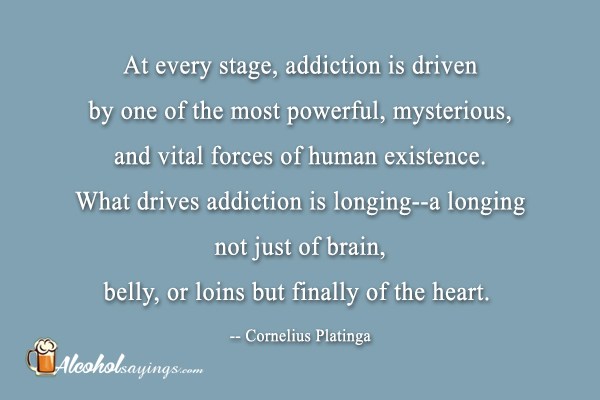 At every stage, addiction is driven
by one of the most powerful, mysterious,
and vital forces of human existence.
What drives addiction is longing--a longing
not just of brain,
belly, or loins but finally of the heart.
-- Cornelius Platinga
Alcoholsayings.com